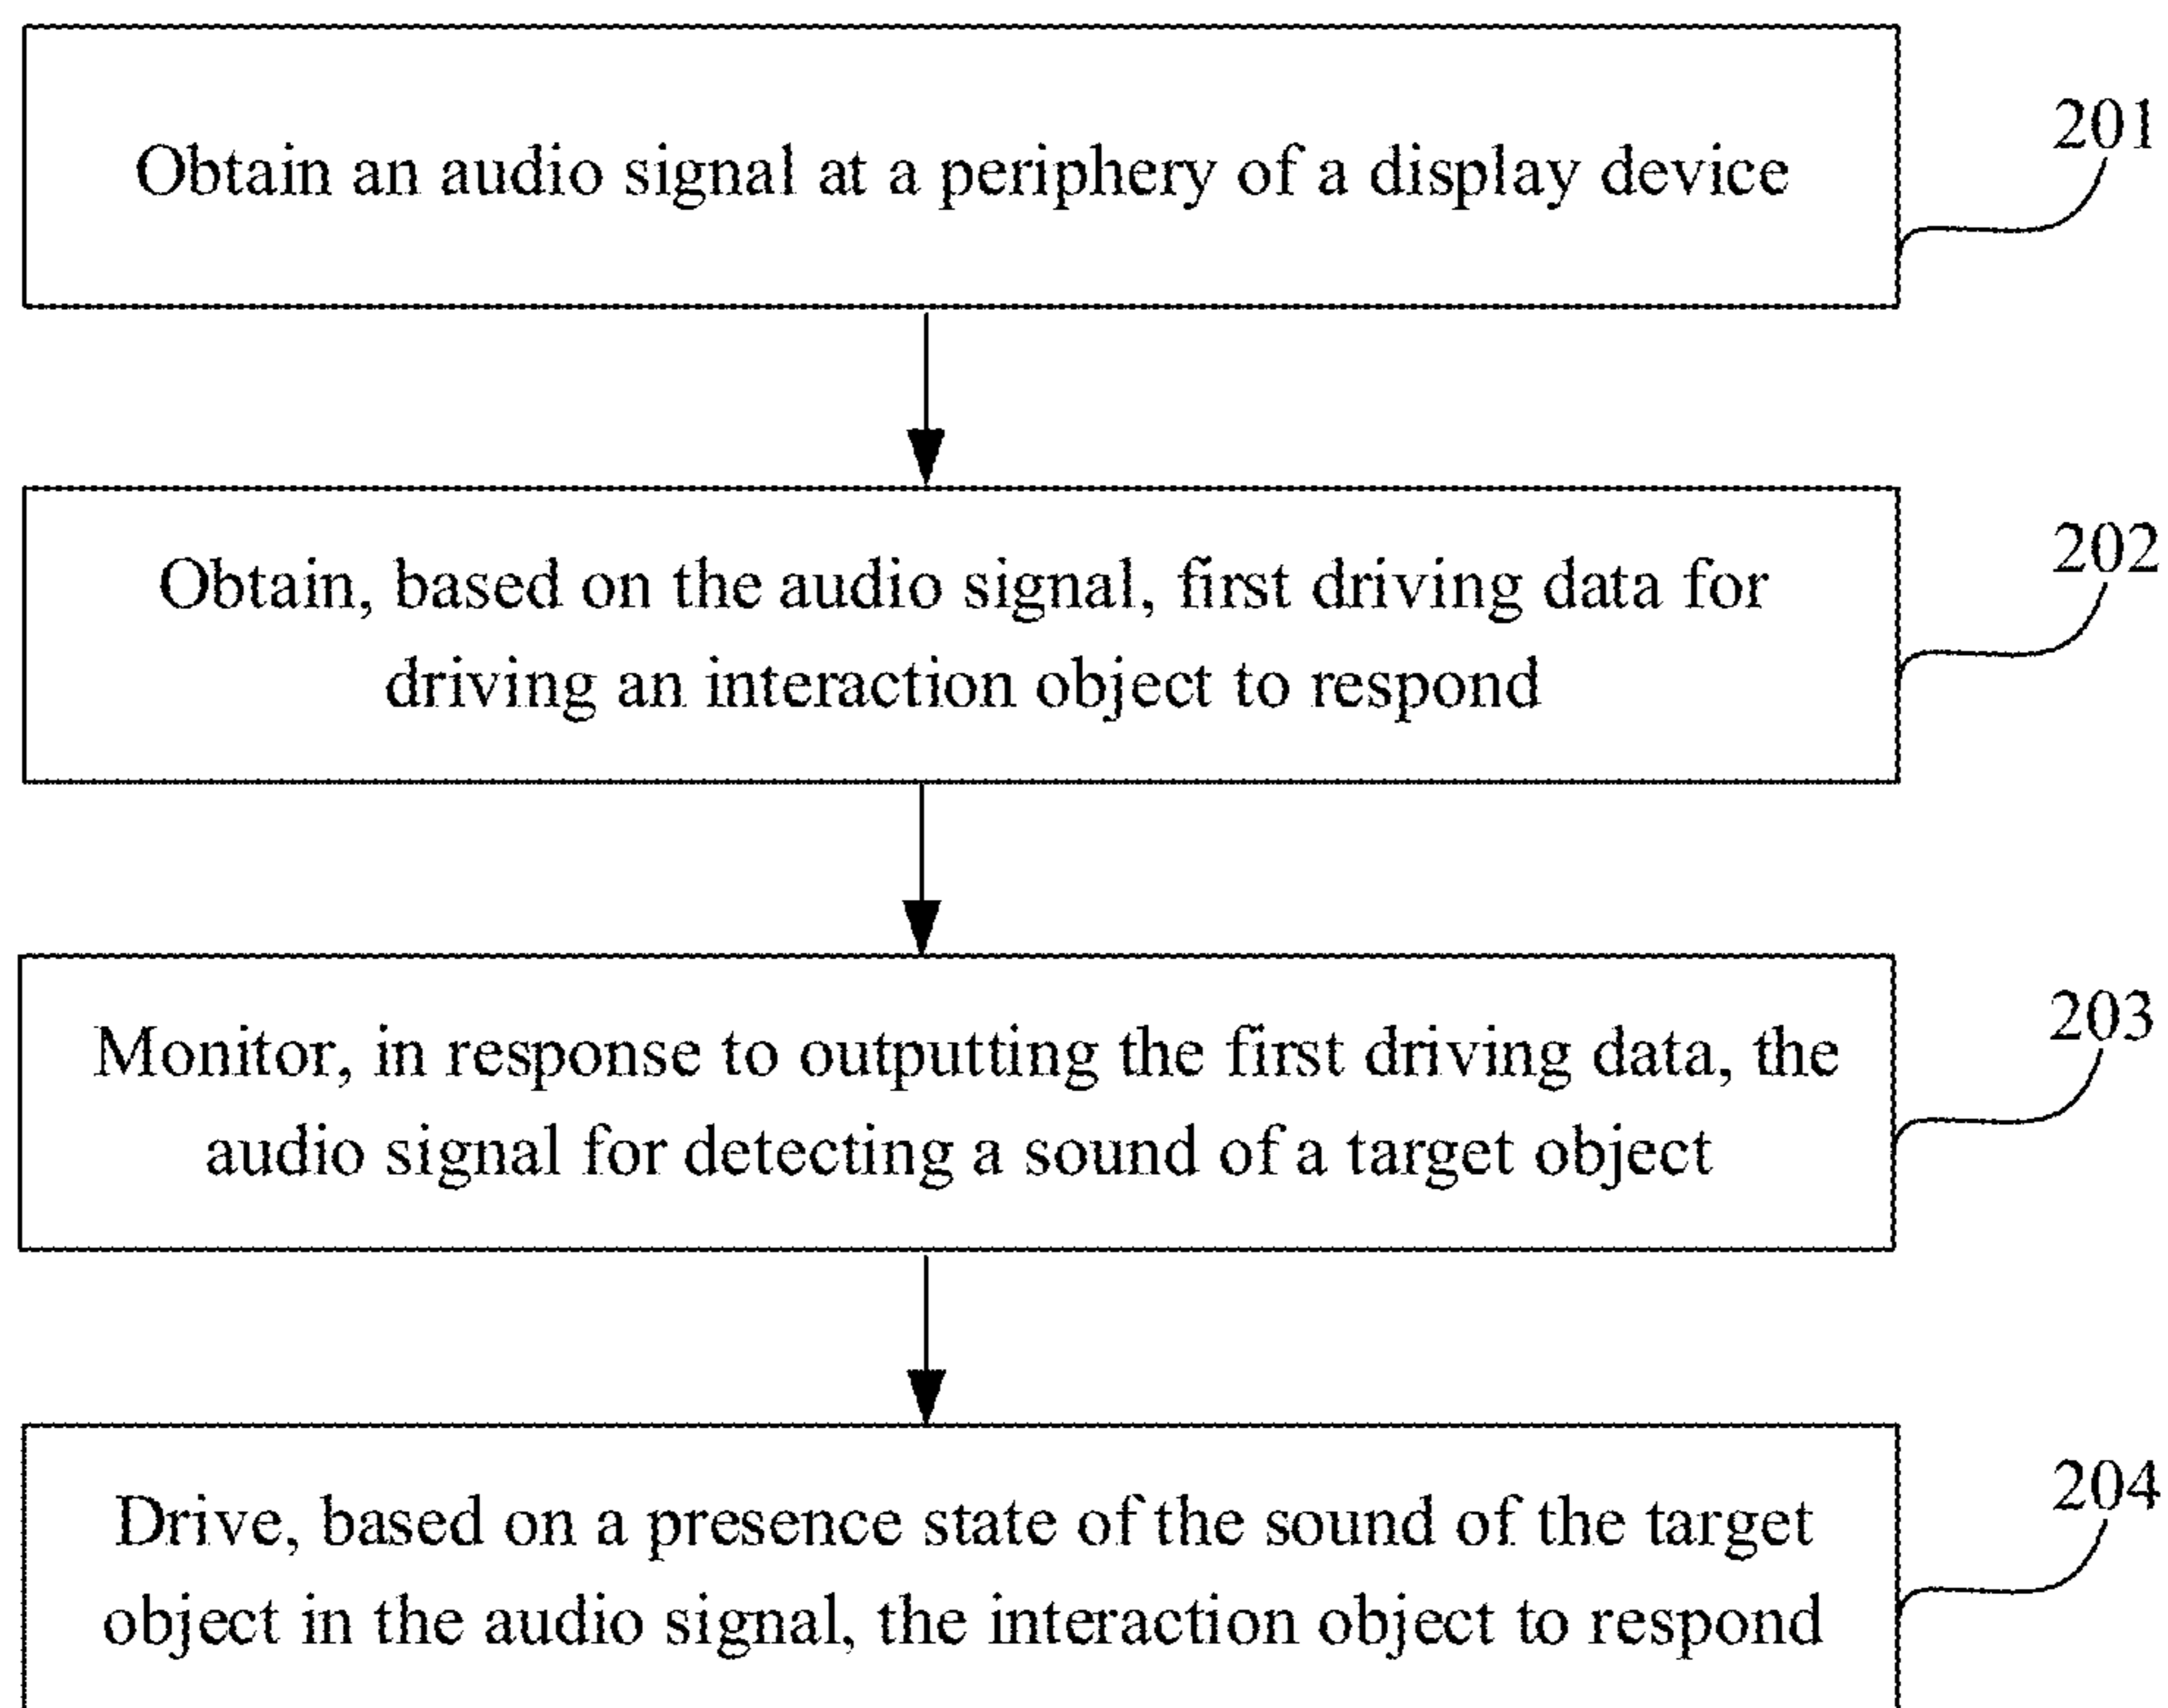 Obtain an audio signal at a periphery of a display device
201
Obtain, based on the audio signal, first driving data for
driving an interaction object to respond
202
Monitor, in response to outputting the first driving data, the
audio signal for detecting a sound of a target object
203
Drive, based on a presence state of the sound of the target
object in the audio signal, the interaction object to respond
204